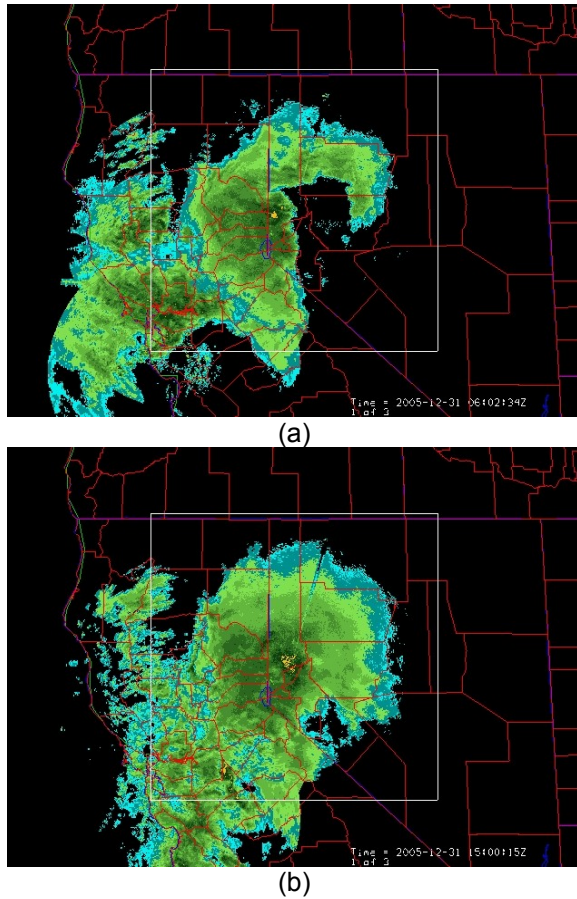 Time = 2005-12-31 06:02:34Z
1 of 3
(a)
Time = 2005-12-31 15:00:15Z
1 of 3
(b)